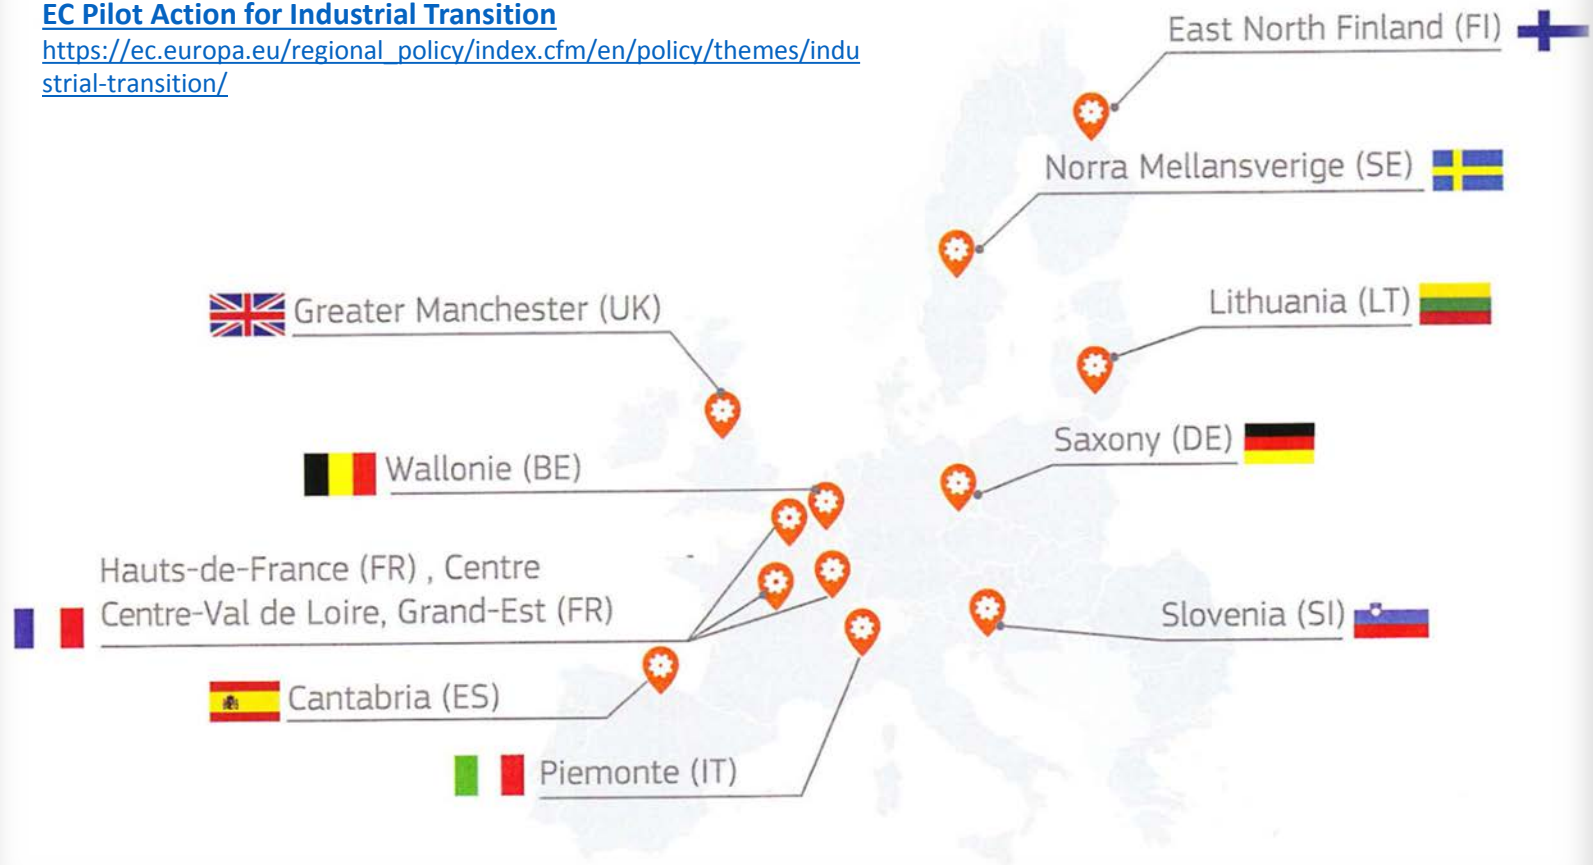 EC Pilot Action for Industrial Transition
https://ec.europa.eu/regional_policy/index.cfm/en/policy/themes/indu
strial-transition/
East North Finland (FI)
Norra Mellansverige (SE)
Greater Manchester (UK)
Lithuania (LT)
Saxony (DE)
Wallonie (BE)
Hauts-de-France (FR) , Centre
Centre-Val de Loire, Grand-Est (FR)
Slovenia (SI)
Cantabria (ES)
Piemonte (IT)